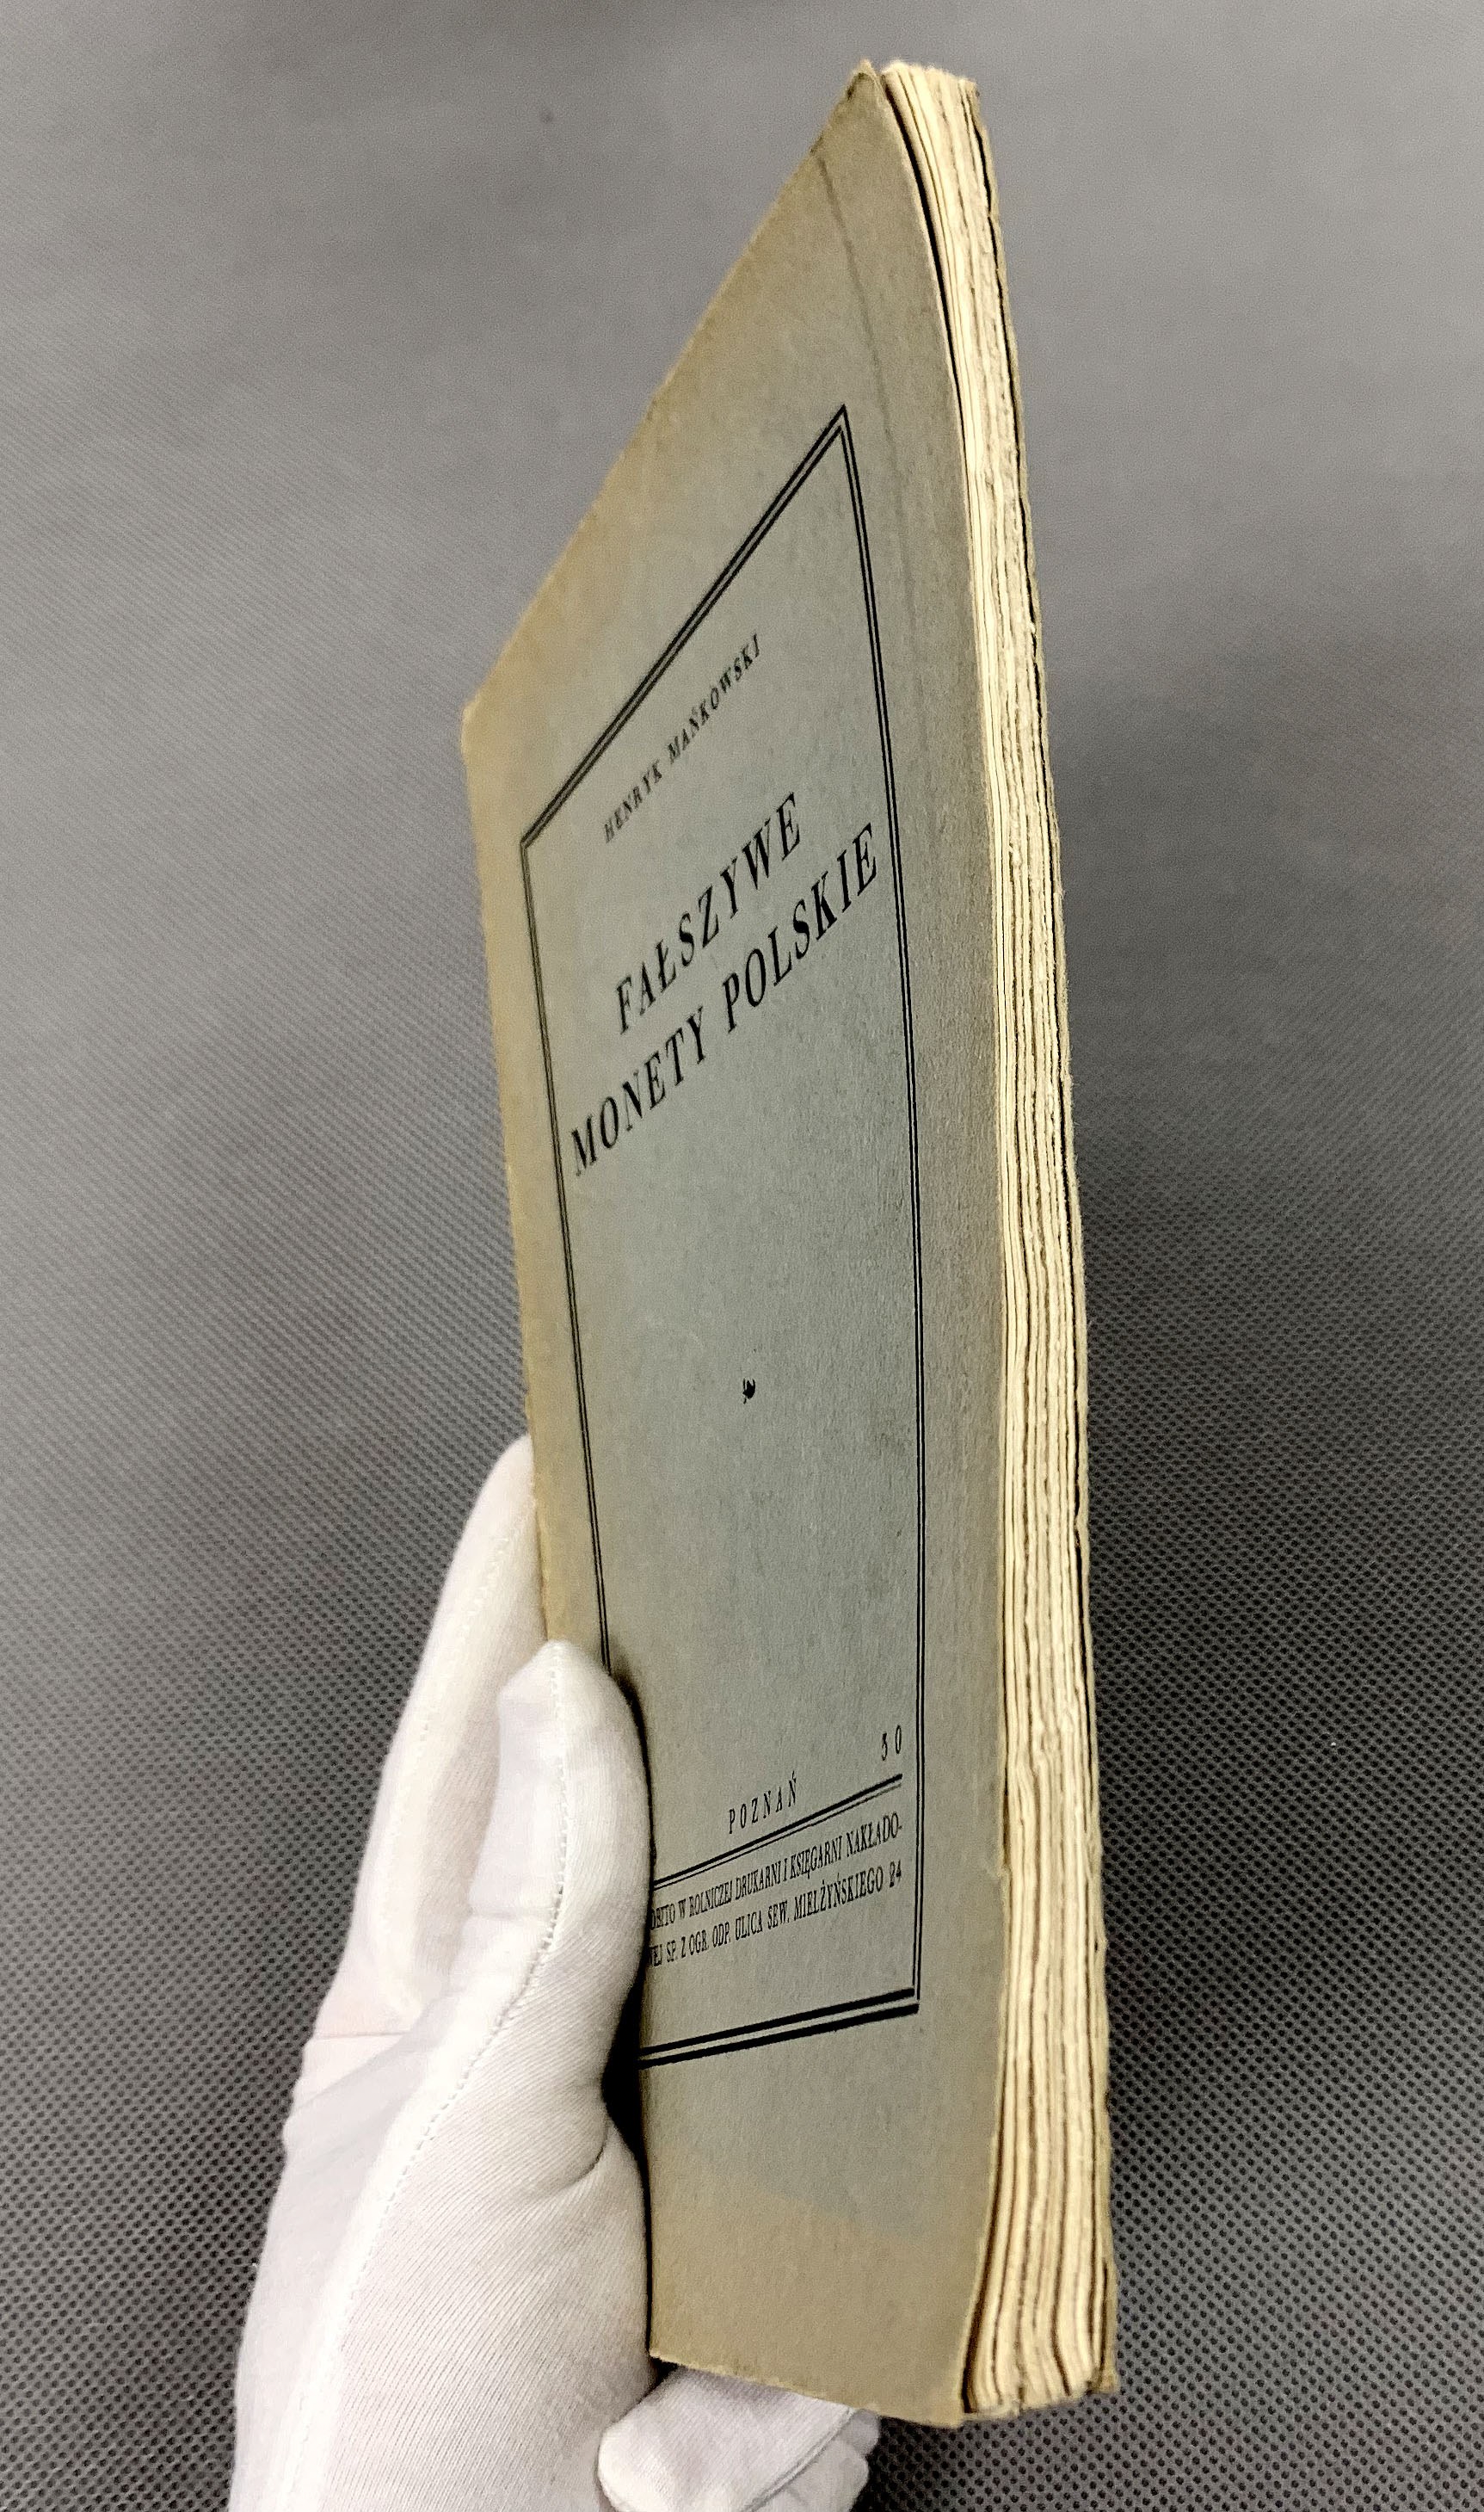 HENRYK MAŃKOWSKI
FAŁSZYWE
MONETY POLSKIE
30
POZNAŃ
W ROLNICZEJ DRUKARNI I KSIĘGARNI NAKŁADO-
SP. Z OGR. ODP. ULICA SEW. MIELŻYŃSKIEGO 24